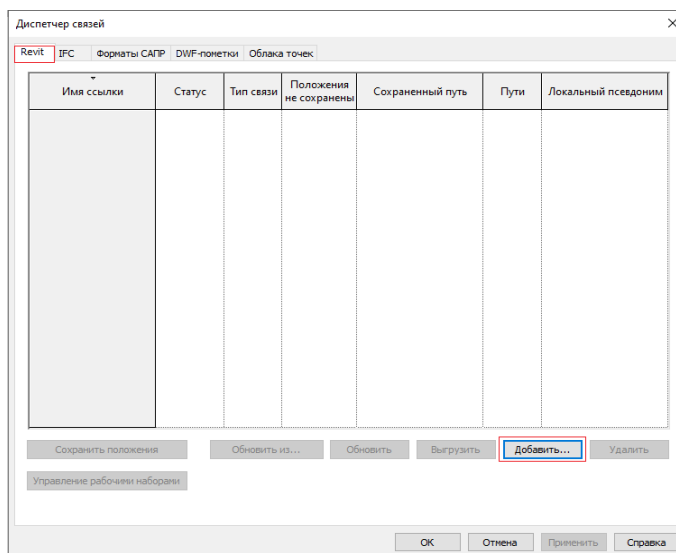 Диспетчер связей
Revit IFC Форматы САПР DWF-пометки Облака точек
Имя ссылки Статус Тип связи Положения не сохранены Сохраненный путь Пути Локальный псевдоним
Сохранить положения Обновить из... Обновить Выгрузить Добавить... Удалить
Управление рабочими наборами
OK Отмена Применить Справка